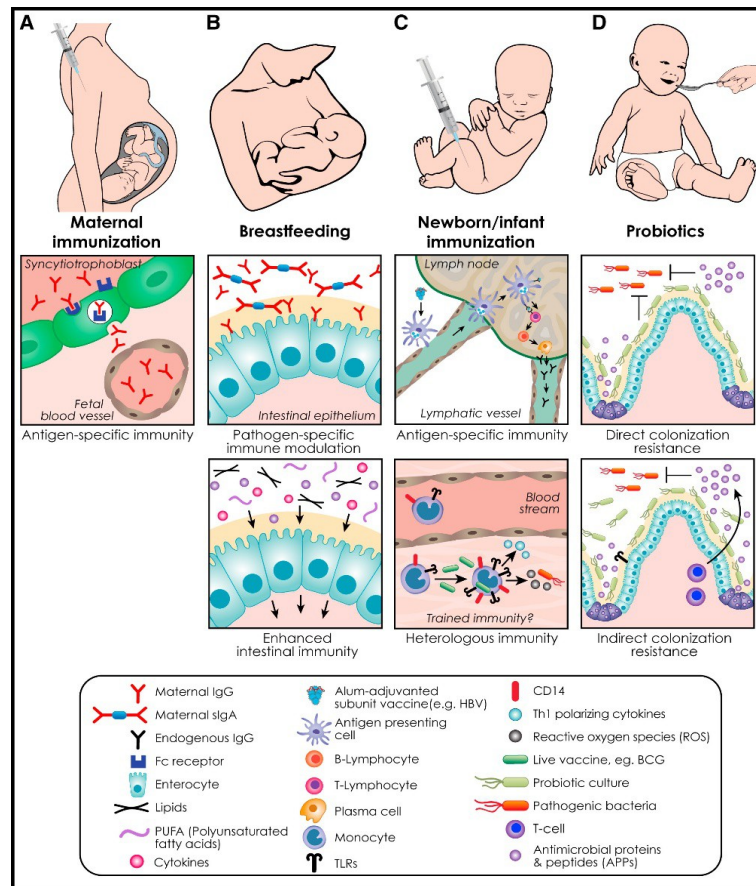 A
B
C
D
Maternal
immunization
Breastfeeding
Newborn/infant
immunization
Probiotics
Syncytiotrophoblast
Fetal
blood vessel
Antigen-specific immunity
Intestinal epithelium
Pathogen-specific
immune modulation
Lymph node
Lymphatic vessel
Antigen-specific immunity
Direct colonization
resistance
Enhanced
intestinal immunity
Blood
stream
Trained immunity?
Heterologous immunity
Indirect colonization
resistance
Maternal IgG
Maternal sIgA
Endogenous IgG
Fc receptor
Enterocyte
Lipids
PUFA (Polyunsaturated
fatty acids)
Cytokines
Alum-adjuvanted
subunit vaccine(e.g. HBV)
Antigen presenting
cell
B-Lymphocyte
T-Lymphocyte
Plasma cell
Monocyte
TLRs
CD14
Th1 polarizing cytokines
Reactive oxygen species (ROS)
Live vaccine, eg. BCG
Probiotic culture
Pathogenic bacteria
T-cell
Antimicrobial proteins
& peptides (APPs)